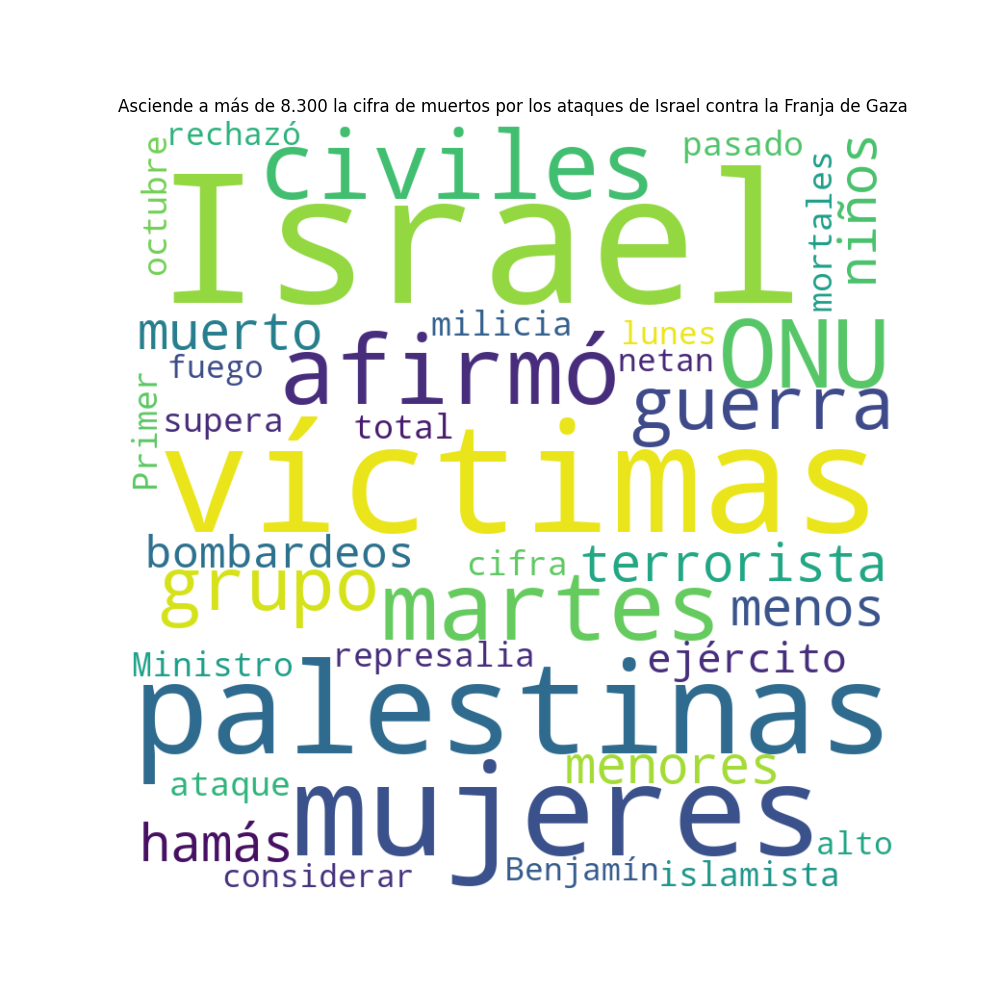 Asciende a más de 8.300 la cifra de muertos por los ataques de Israel contra la Franja de Gaza
rechazó
civiles
pasado
octubre
Israel
mortales
niños
muerto
milicia
lunes
ONU
afirmó
fuego
netan
guerra
Primer
supera
total
víctimas
bombardeos
cifra
terrorista
grupo
martes
menos
Ministro
represalia
ejército
palestinas
menores
ataque
mujeres
hamás
alto
considerar
Benjamín
islamista